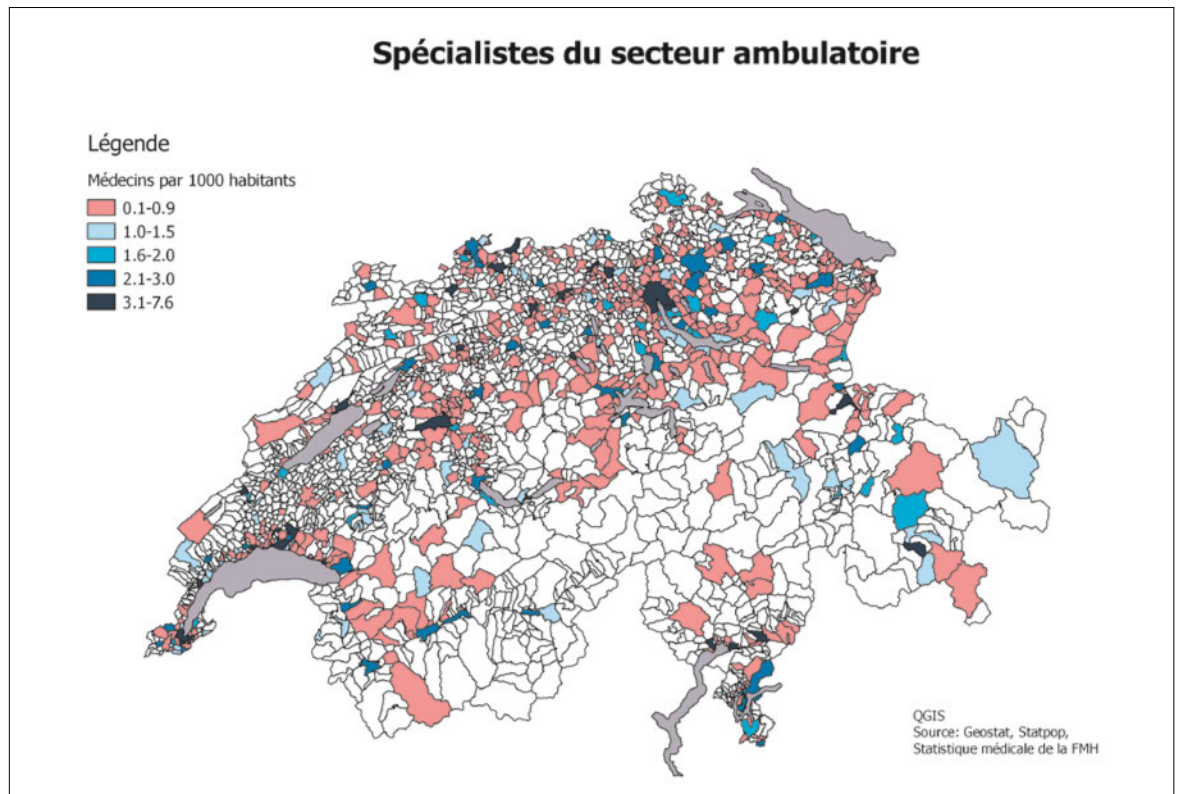 Spécialistes du secteur ambulatoire
Légende
Médecins par 1000 habitants
0.1-0.9
1.0-1.5
1.6-2.0
2.1-3.0
3.1-7.6
QGIS
Source: Geostat, Statpop,
Statistique médicale de la FMH